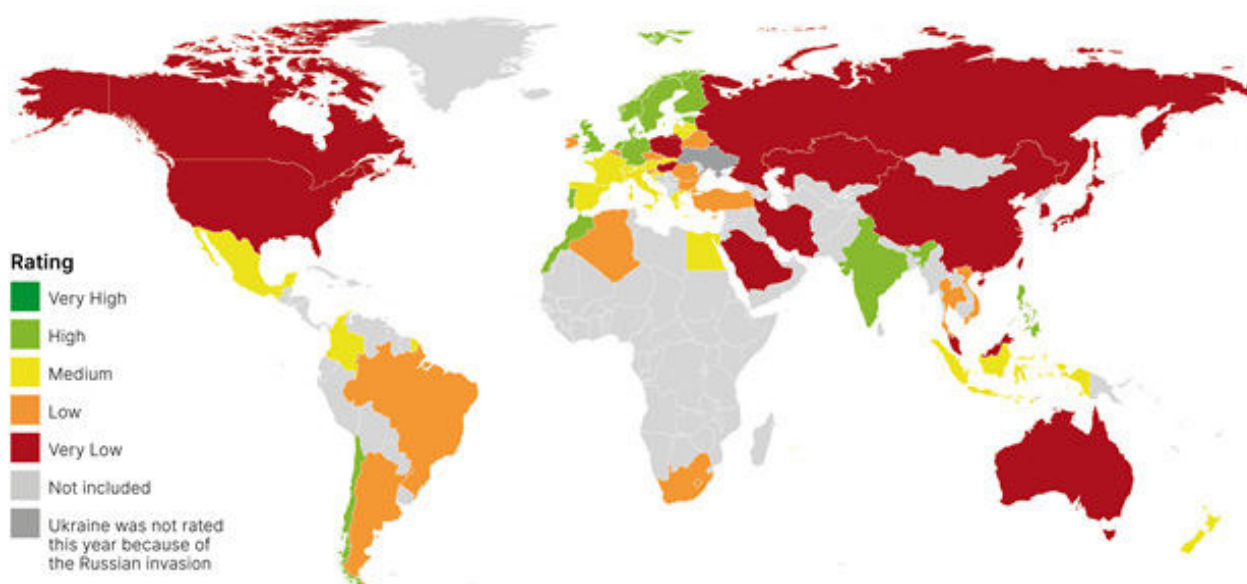 Rating
Very High
High
Medium
Low
Very Low
Not included
Ukraine was not rated
this year because of
the Russian invasion